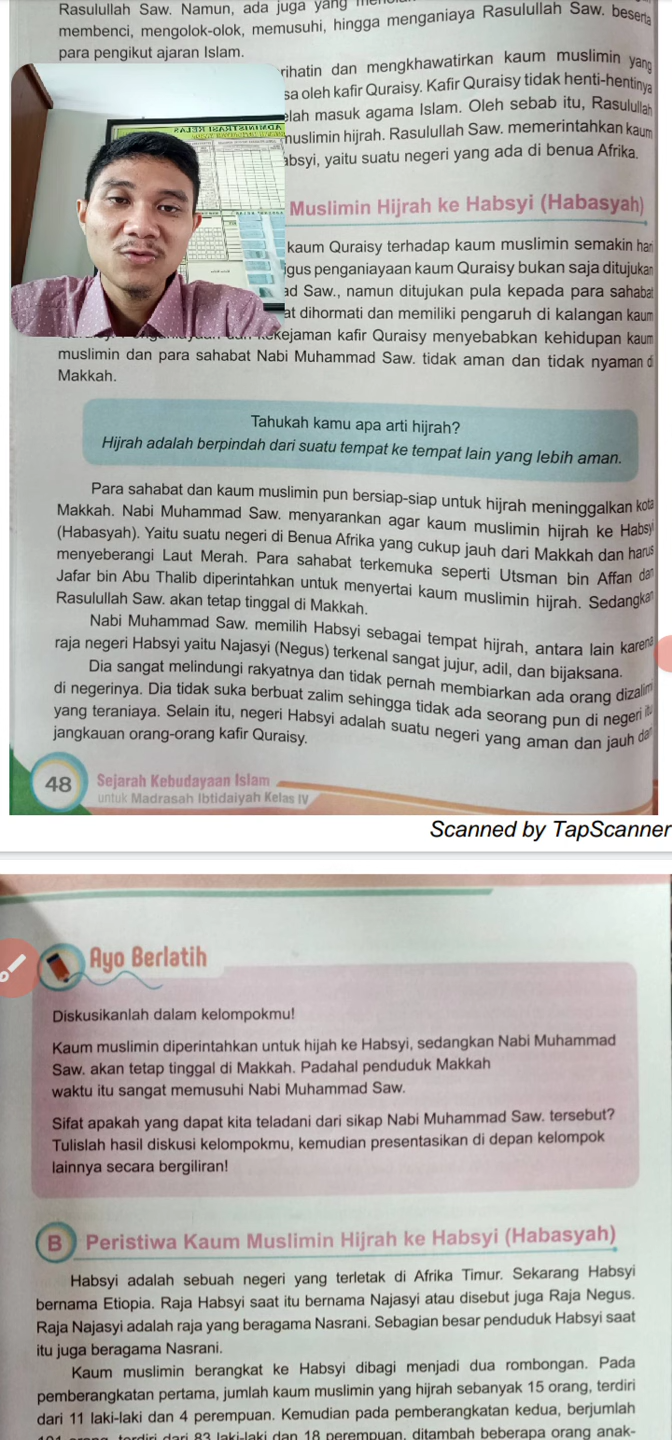 Rasulullah Saw. Namun, ada juga yang
membenci, mengolok-olok, memusuhi, hingga menganiaya Rasulullah Saw. beserta
para pengikut ajaran Islam.
rihatin dan mengkhawatirkan kaum muslimin yang
sa oleh kafir Quraisy. Kafir Quraisy tidak henti-hentinya
elah masuk agama Islam. Oleh sebab itu, Rasulullah
muslimin hijrah. Rasulullah Saw. memerintahkan kaum
absyi, yaitu suatu negeri yang ada di benua Afrika.
ADMINISTRASI KELAS
Muslimin Hijrah ke Habsyi (Habasyah)
kaum Quraisy terhadap kaum muslimin semakin hari
igus penganiayaan kaum Quraisy bukan saja ditujukan
ad Saw., namun ditujukan pula kepada para sahabat
at dihormati dan memiliki pengaruh di kalangan kaum
kekejaman kafir Quraisy menyebabkan kehidupan kaum
muslimin dan para sahabat Nabi Muhammad Saw. tidak aman dan tidak nyaman d
Makkah.
Tahukah kamu apa arti hijrah?
Hijrah adalah berpindah dari suatu tempat ke tempat lain yang lebih aman.
Para sahabat dan kaum muslimin pun bersiap-siap untuk hijrah meninggalkan kota
Makkah. Nabi Muhammad Saw. menyarankan agar kaum muslimin hijrah ke Habsyi
(Habasyah). Yaitu suatu negeri di Benua Afrika yang cukup jauh dari Makkah dan harus
menyeberangi Laut Merah. Para sahabat terkemuka seperti Utsman bin Affan dan
Jafar bin Abu Thalib diperintahkan untuk menyertai kaum muslimin hijrah. Sedangkan
Rasulullah Saw. akan tetap tinggal di Makkah.
Nabi Muhammad Saw. memilih Habsyi sebagai tempat hijrah, antara lain karena
raja negeri Habsyi yaitu Najasyi (Negus) terkenal sangat jujur, adil, dan bijaksana.
Dia sangat melindungi rakyatnya dan tidak pernah membiarkan ada orang dizalimi
di negerinya. Dia tidak suka berbuat zalim sehingga tidak ada seorang pun di negeri itu
yang teraniaya. Selain itu, negeri Habsyi adalah suatu negeri yang aman dan jauh dari
jangkauan orang-orang kafir Quraisy.
48 Sejarah Kebudayaan Islam
untuk Madrasah Ibtidaiyah Kelas IV
Scanned by TapScanner
Ayo Berlatih
Diskusikanlah dalam kelompokmu!
Kaum muslimin diperintahkan untuk hijah ke Habsyi, sedangkan Nabi Muhammad
Saw. akan tetap tinggal di Makkah. Padahal penduduk Makkah
waktu itu sangat memusuhi Nabi Muhammad Saw.
Sifat apakah yang dapat kita teladani dari sikap Nabi Muhammad Saw. tersebut?
Tulislah hasil diskusi kelompokmu, kemudian presentasikan di depan kelompok
lainnya secara bergiliran!
B Peristiwa Kaum Muslimin Hijrah ke Habsyi (Habasyah)
Habsyi adalah sebuah negeri yang terletak di Afrika Timur. Sekarang Habsyi
bernama Etiopia. Raja Habsyi saat itu bernama Najasyi atau disebut juga Raja Negus.
Raja Najasyi adalah raja yang beragama Nasrani. Sebagian besar penduduk Habsyi saat
itu juga beragama Nasrani.
Kaum muslimin berangkat ke Habsyi dibagi menjadi dua rombongan. Pada
pemberangkatan pertama, jumlah kaum muslimin yang hijrah sebanyak 15 orang, terdiri
dari 11 laki-laki dan 4 perempuan. Kemudian pada pemberangkatan kedua, berjumlah
101 orang, terdiri dari 83 laki-laki dan 18 perempuan, ditambah beberapa orang anak-